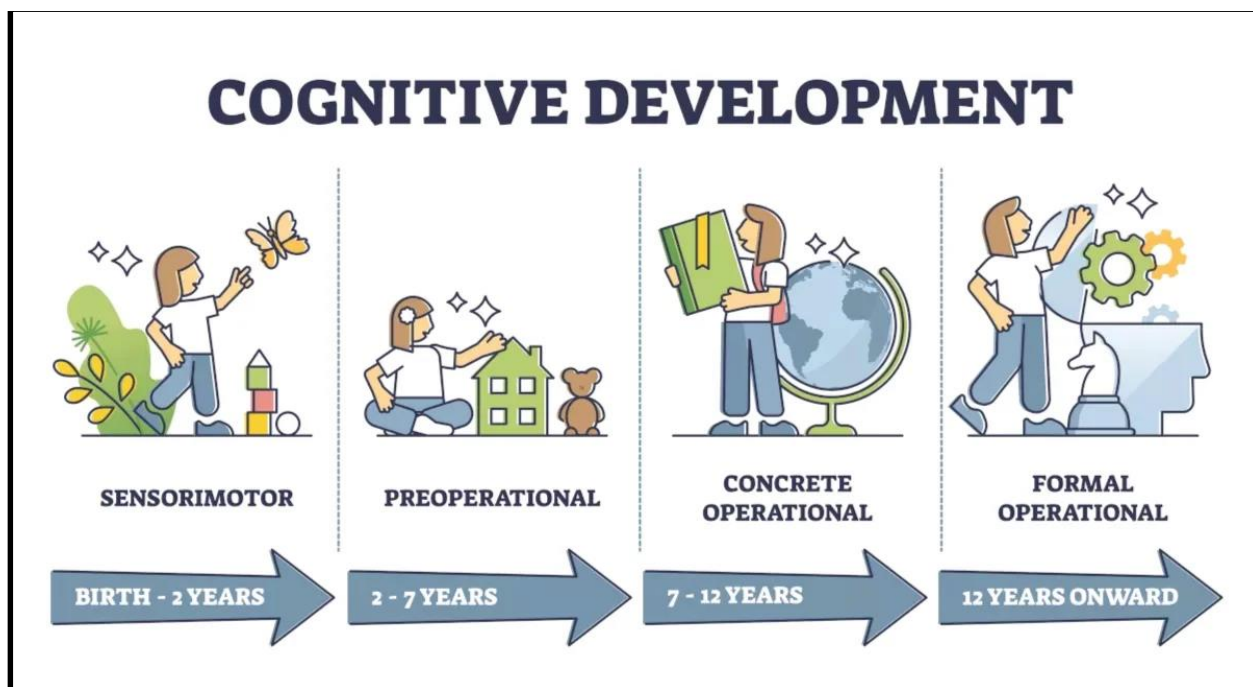 COGNITIVE DEVELOPMENT
SENSORIMOTOR
BIRTH - 2 YEARS
PREOPERATIONAL
2 - 7 YEARS
CONCRETE
OPERATIONAL
7 - 12 YEARS
FORMAL
OPERATIONAL
12 YEARS ONWARD